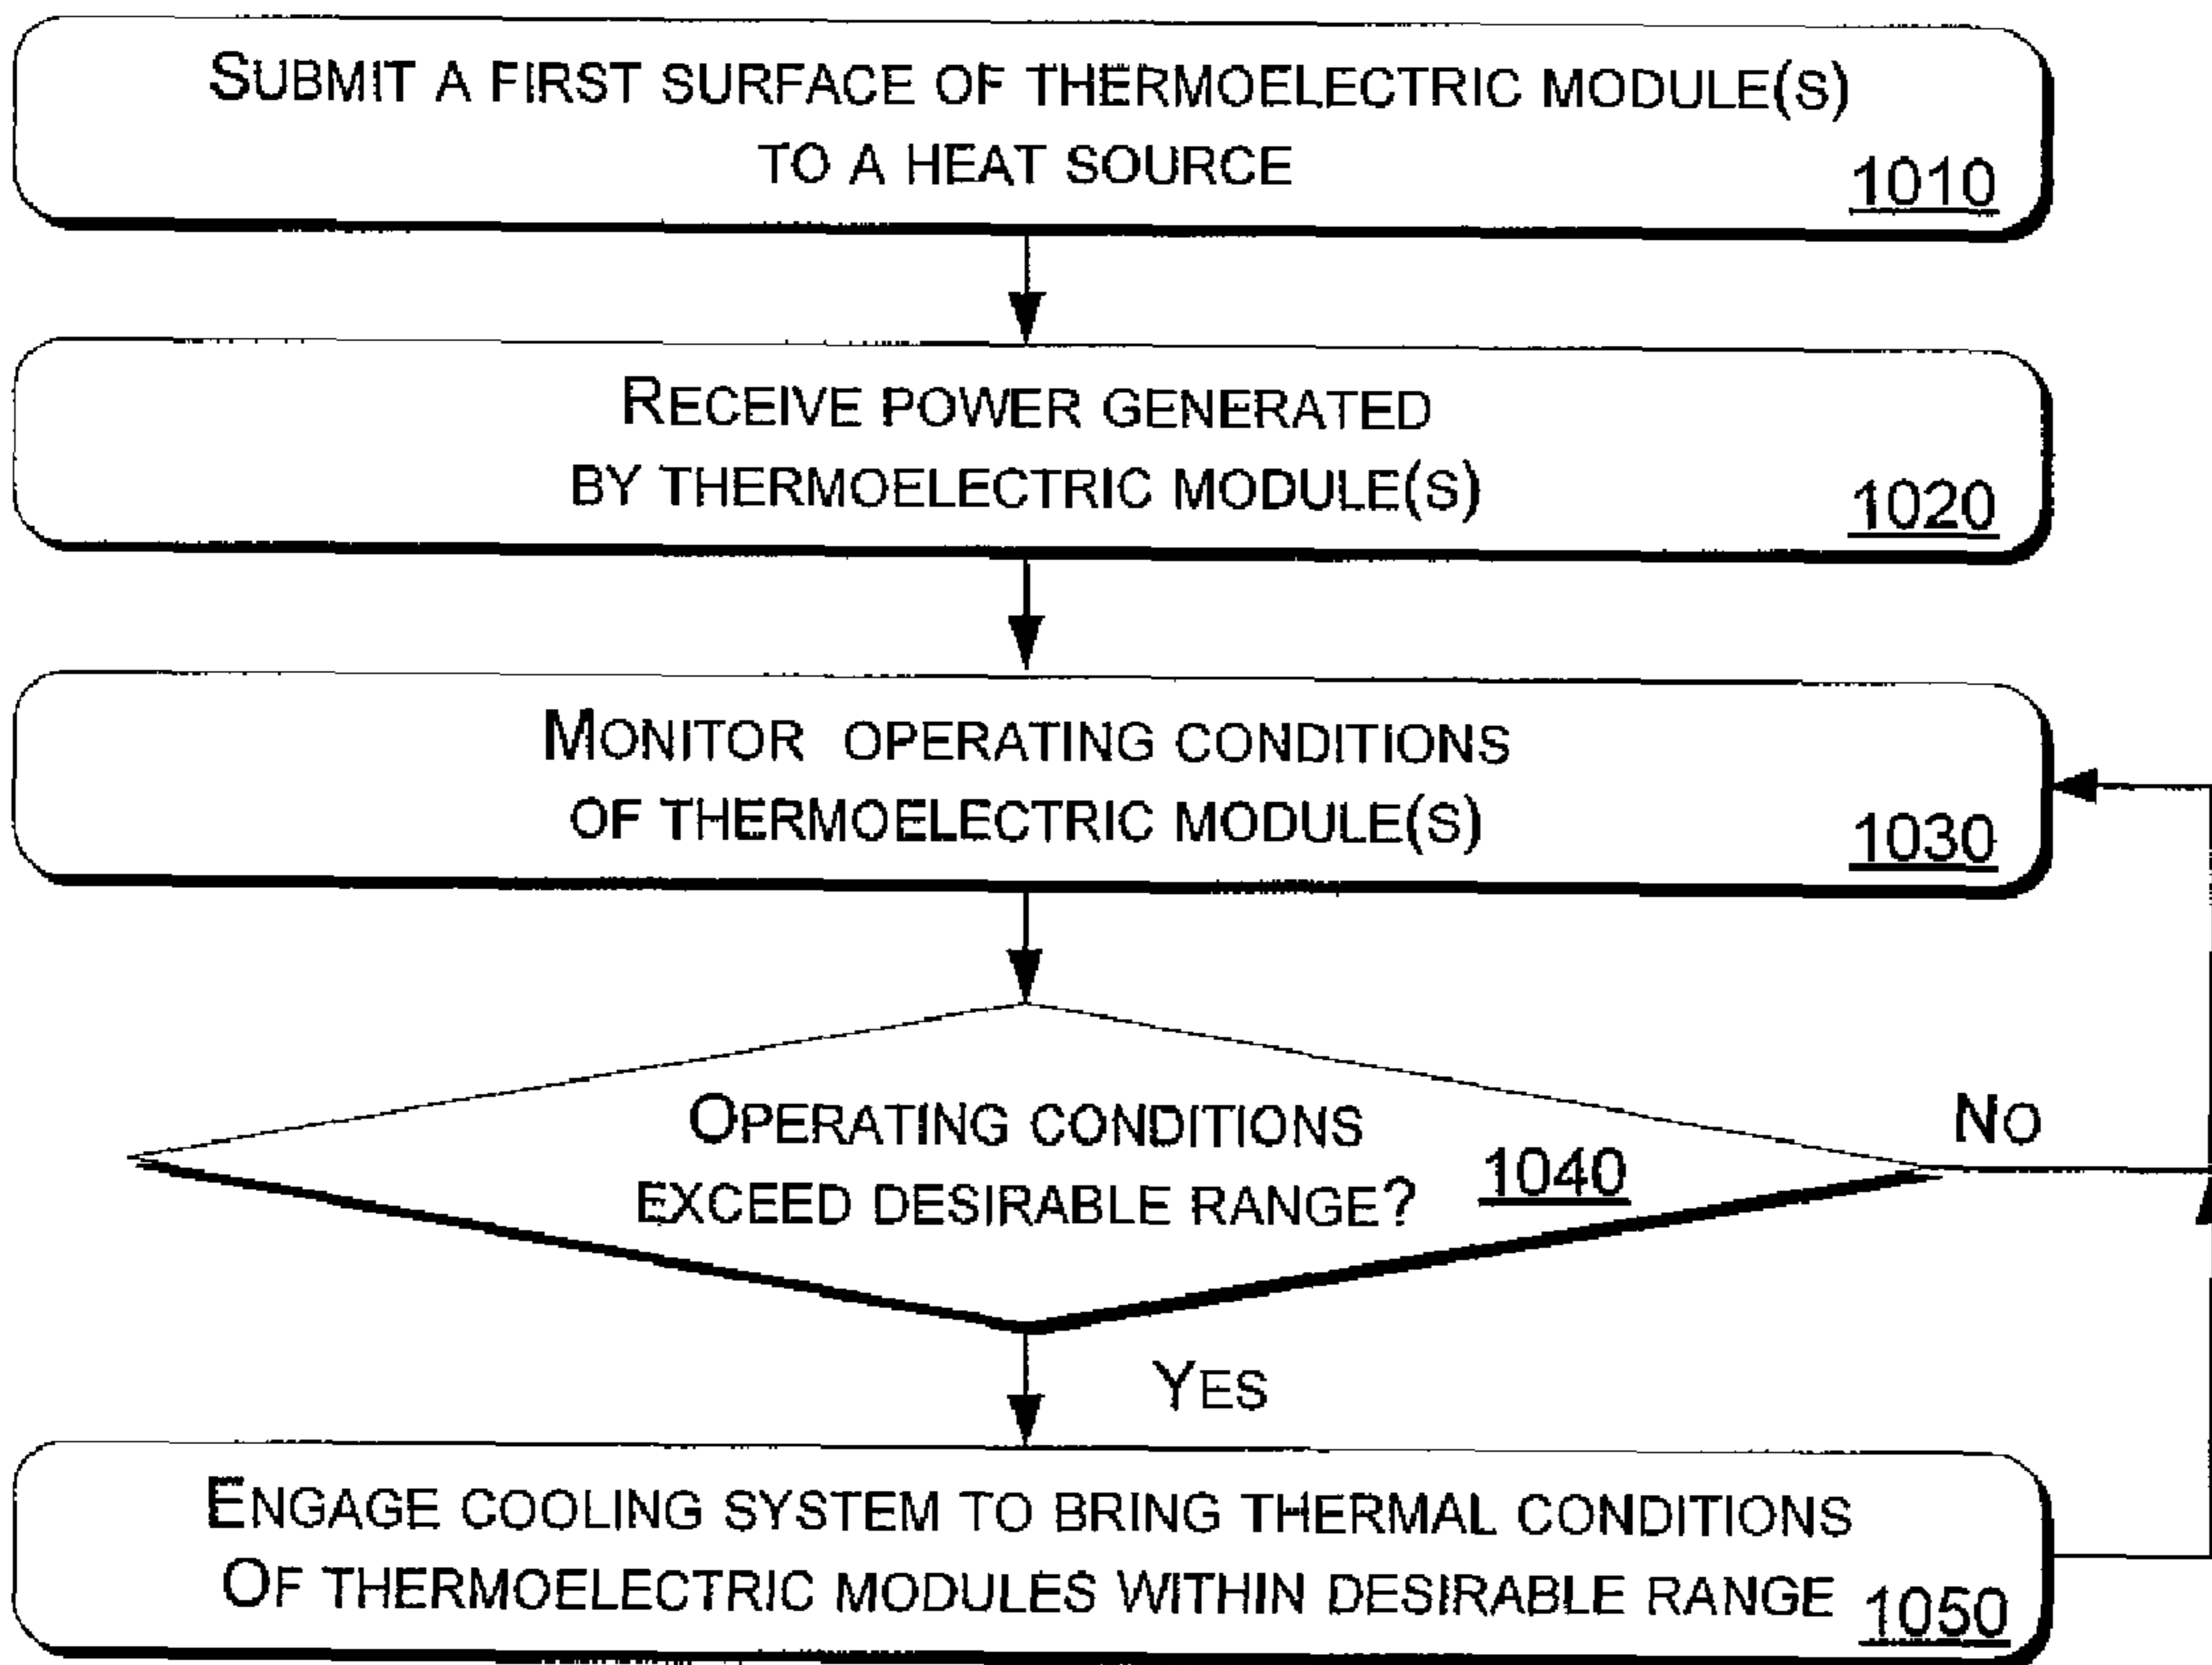 SUBMIT A FIRST SURFACE OF THERMOELECTRIC MODULE(S)
TO A HEAT SOURCE
1010
RECEIVE POWER GENERATED
BY THERMOELECTRIC MODULE(S)
1020
MONITOR OPERATING CONDITIONS
OF THERMOELECTRIC MODULE(S)
1030
OPERATING CONDITIONS
EXCEED DESIRABLE RANGE?
1040
NO
YES
ENGAGE COOLING SYSTEM TO BRING THERMAL CONDITIONS
OF THERMOELECTRIC MODULES WITHIN DESIRABLE RANGE
1050